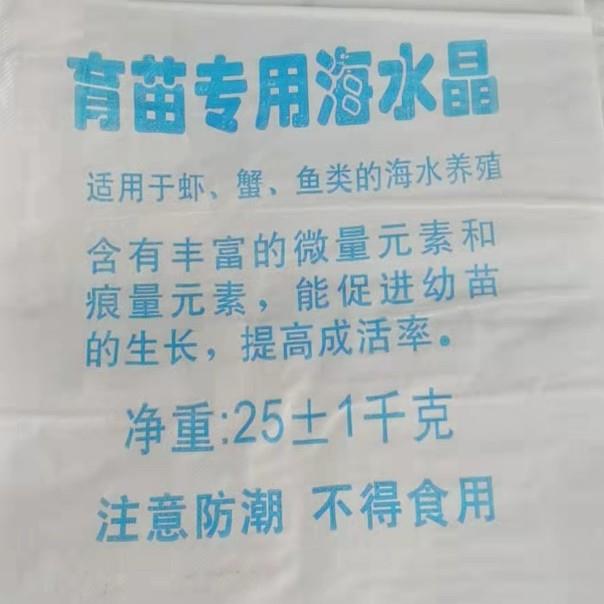 育苗专用海水晶
适用于虾、蟹、鱼类的海水养殖
含有丰富的微量元素和
痕量元素，能促进幼苗
的生长，提高成活率。
净重:25±1千克
注意防潮 不得食用